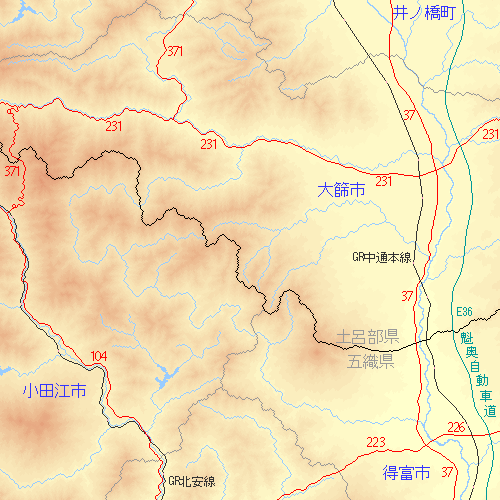 井ノ橋町
371
37
231
231
231
371
231
大篩市
GR中通本線
37
E36
土呂部県
五織県
魁奥自動車道
104
小田江市
226
223
得富市
37
GR北安線